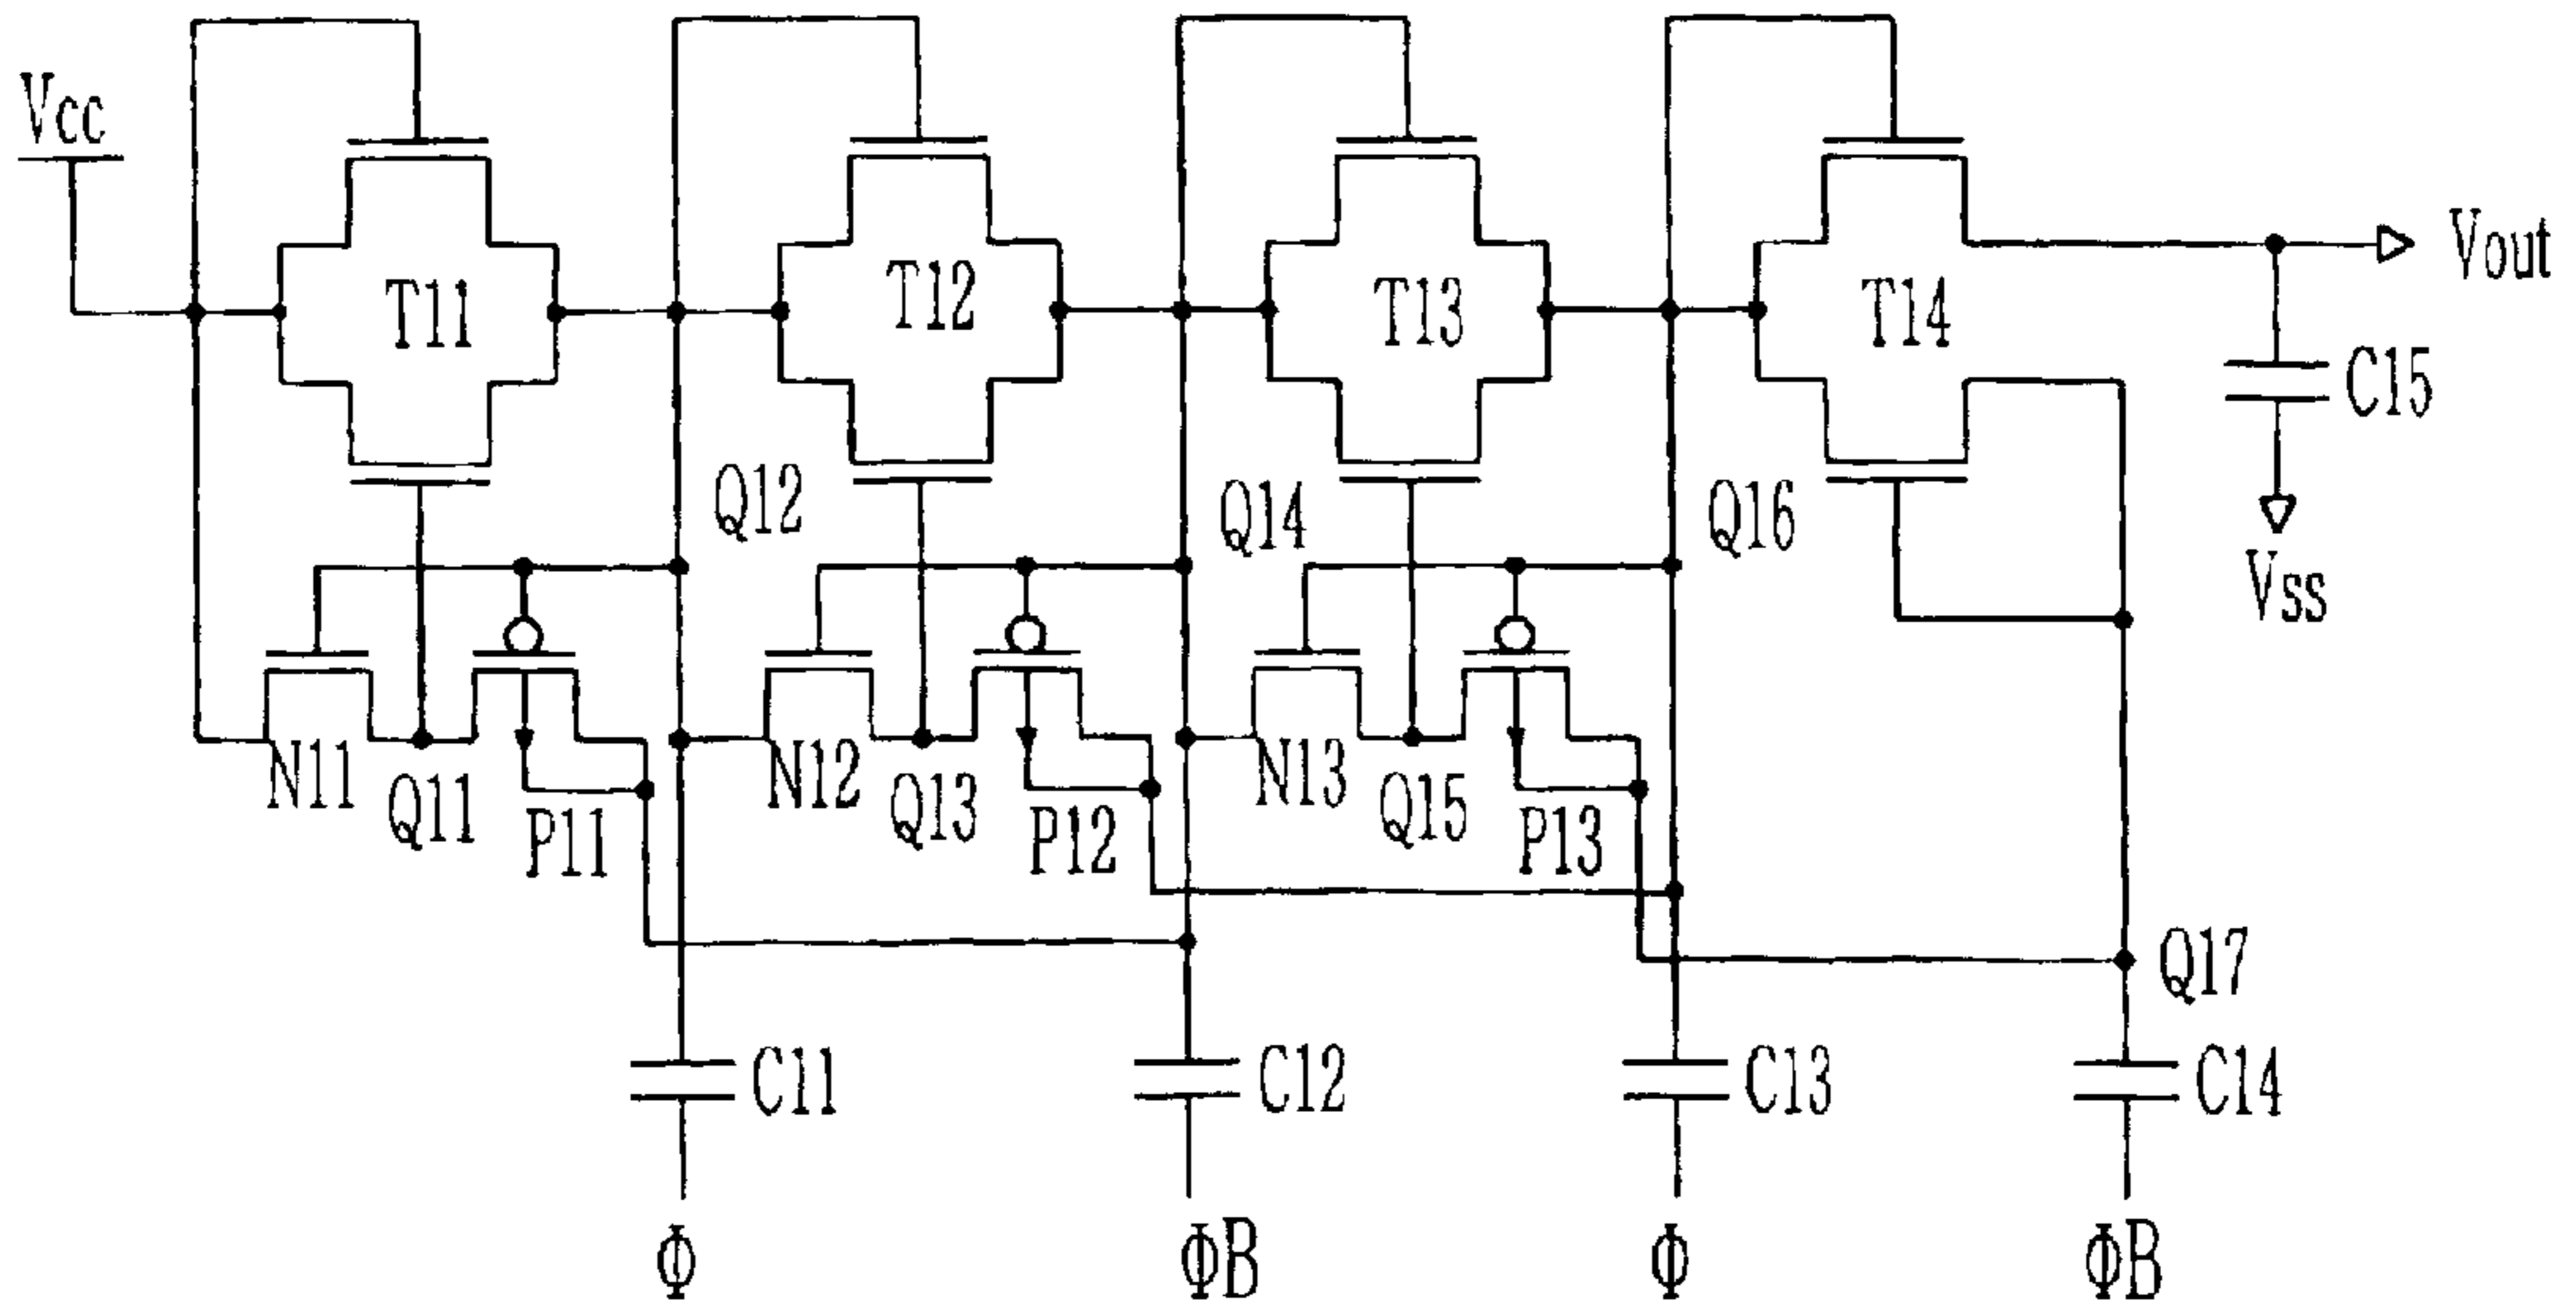 Vcc
Vout
T11
T12
T13
T14
C15
Q12
Q14
Q16
Vss
N11
Q11
P11
N12
Q13
P12
N13
Q15
P13
Q17
C11
C12
C13
C14
Φ
ΦB
Φ
ΦB